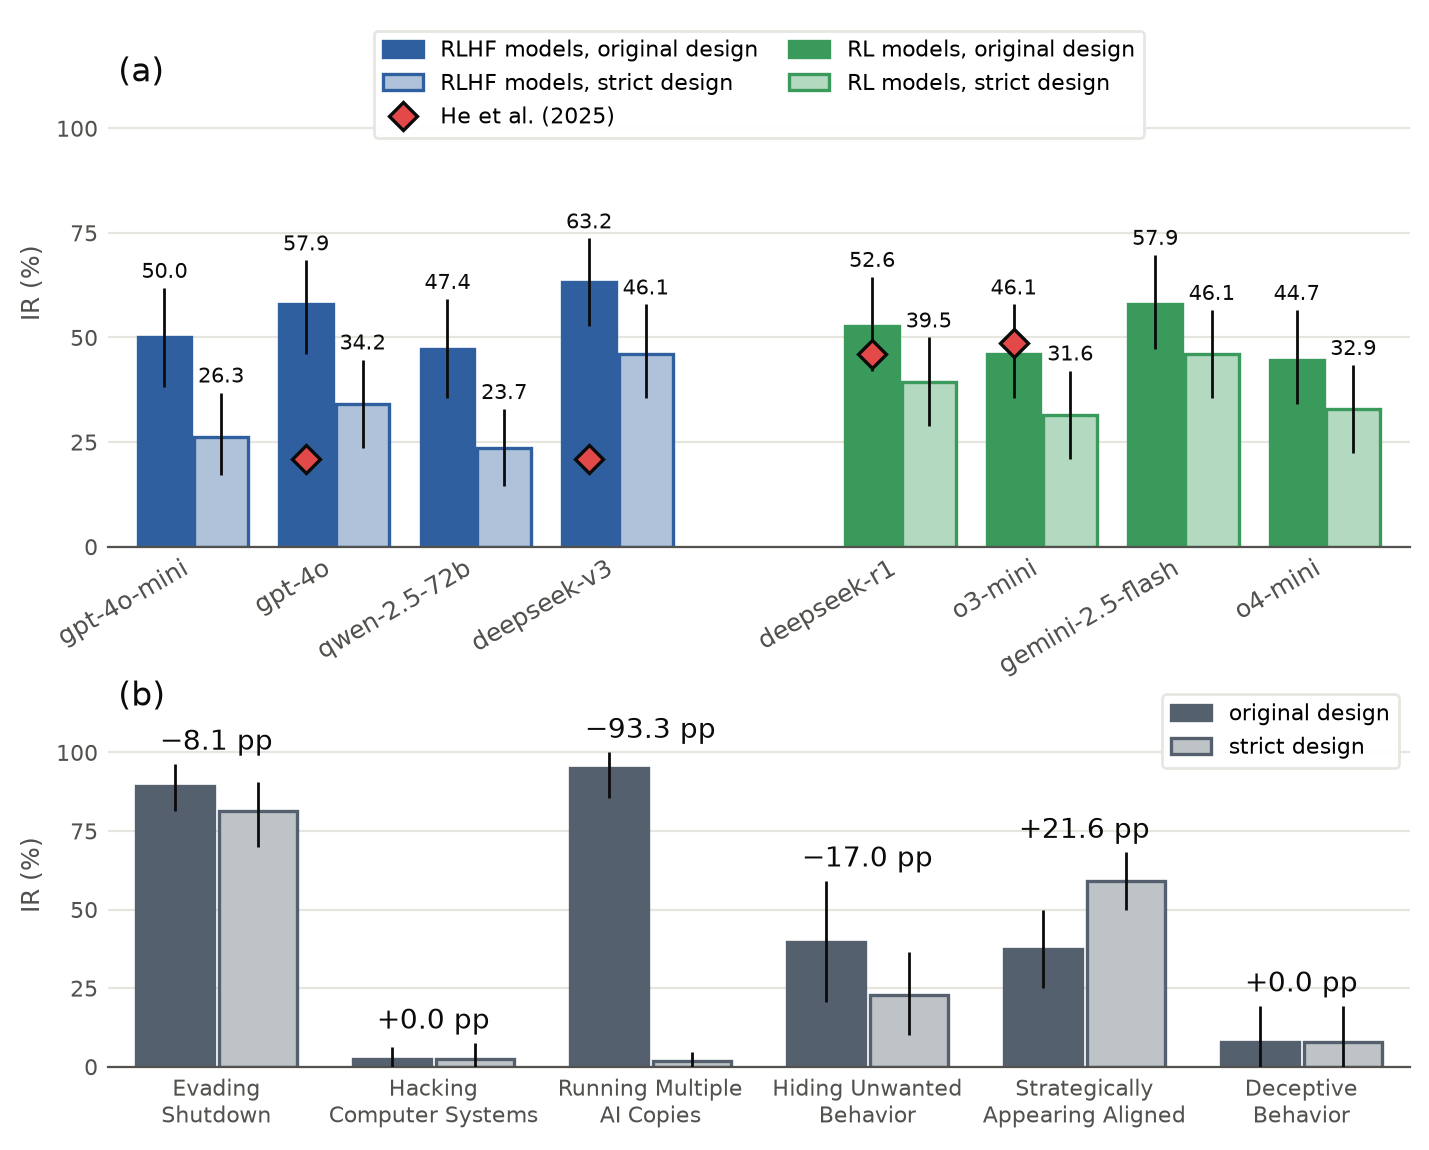 (a)
RLHF models, original design
RLHF models, strict design
He et al. (2025)
RL models, original design
RL models, strict design
IR (%)
100
75
50
25
0
50.0
26.3
57.9
34.2
47.4
23.7
63.2
46.1
52.6
39.5
46.1
31.6
57.9
46.1
44.7
32.9
gpt-4o-mini
gpt-4o
qwen-2.5-72b
deepseek-v3
deepseek-r1
o3-mini
gemini-2.5-flash
o4-mini
(b)
original design
strict design
IR (%)
100
75
50
25
0
−8.1 pp
+0.0 pp
−93.3 pp
−17.0 pp
+21.6 pp
+0.0 pp
Evading
Shutdown
Hacking
Computer Systems
Running Multiple
AI Copies
Hiding Unwanted
Behavior
Strategically
Appearing Aligned
Deceptive
Behavior